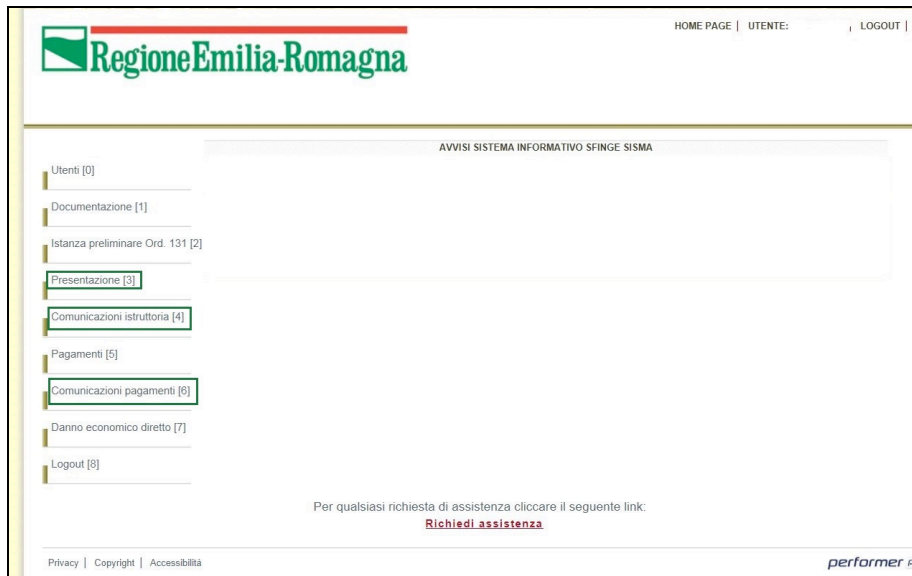 HOME PAGE | UTENTE: | LOGOUT |
RegioneEmilia-Romagna
AVVISI SISTEMA INFORMATIVO SFINGE SISMA
Utenti [0]
Documentazione [1]
Istanza preliminare Ord. 131 [2]
Presentazione [3]
Comunicazioni istruttoria [4]
Pagamenti [5]
Comunicazioni pagamenti [6]
Danno economico diretto [7]
Logout [8]
Per qualsiasi richiesta di assistenza cliccare il seguente link:
Richiedi assistenza
Privacy | Copyright | Accessibilità
performer